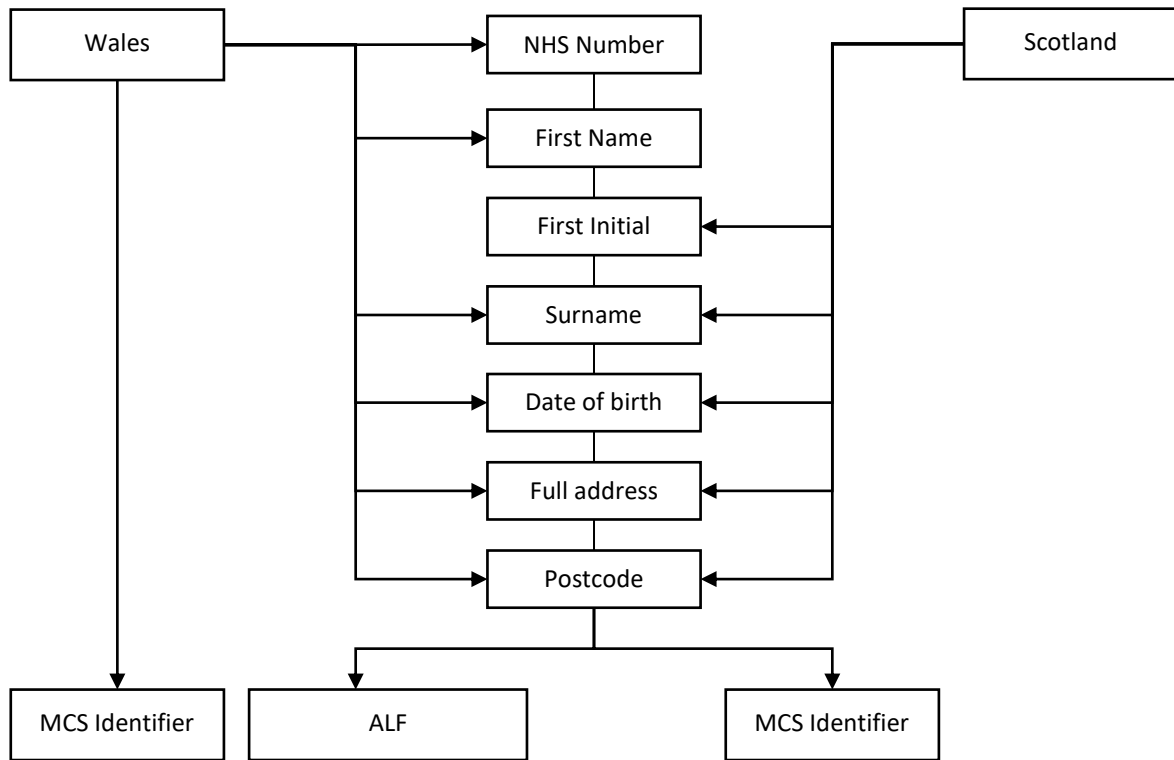 Wales
NHS Number
Scotland
First Name
First Initial
Surname
Date of birth
Full address
Postcode
MCS Identifier
ALF
MCS Identifier